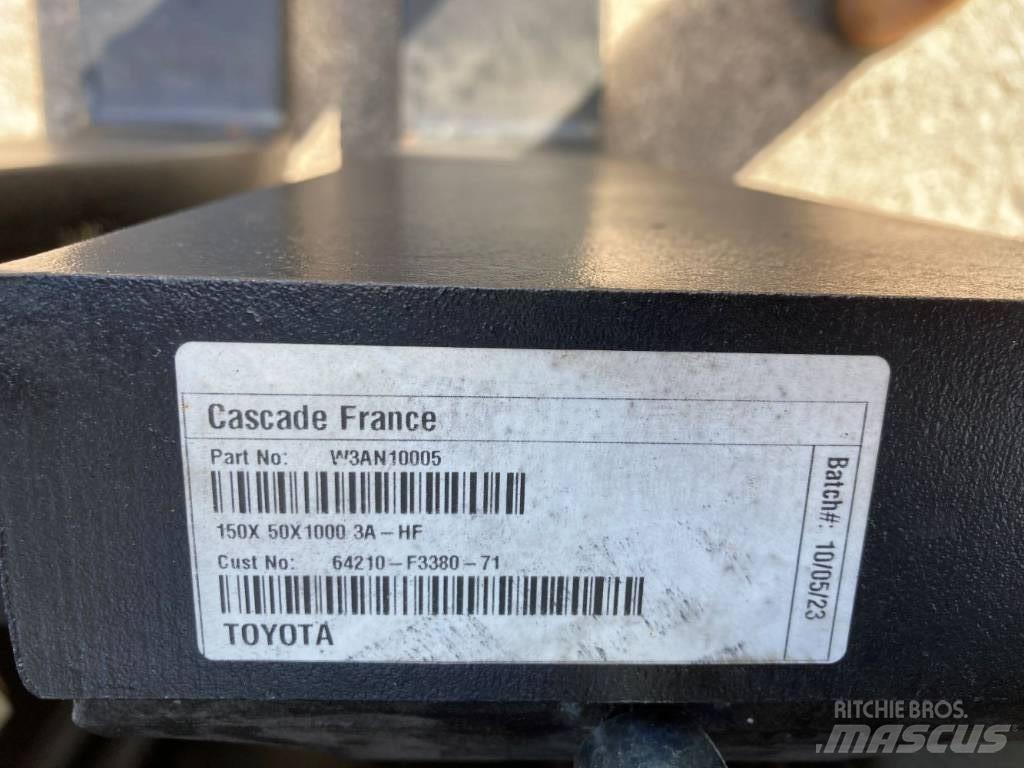 Cascade France
Part No: W3AN10005
150X 50X1000 3A-HF
Cust No: 64210-F3380-71
TOYOTA
Batch#: 10/05/23
RITCHIE BROS.
MASCUS